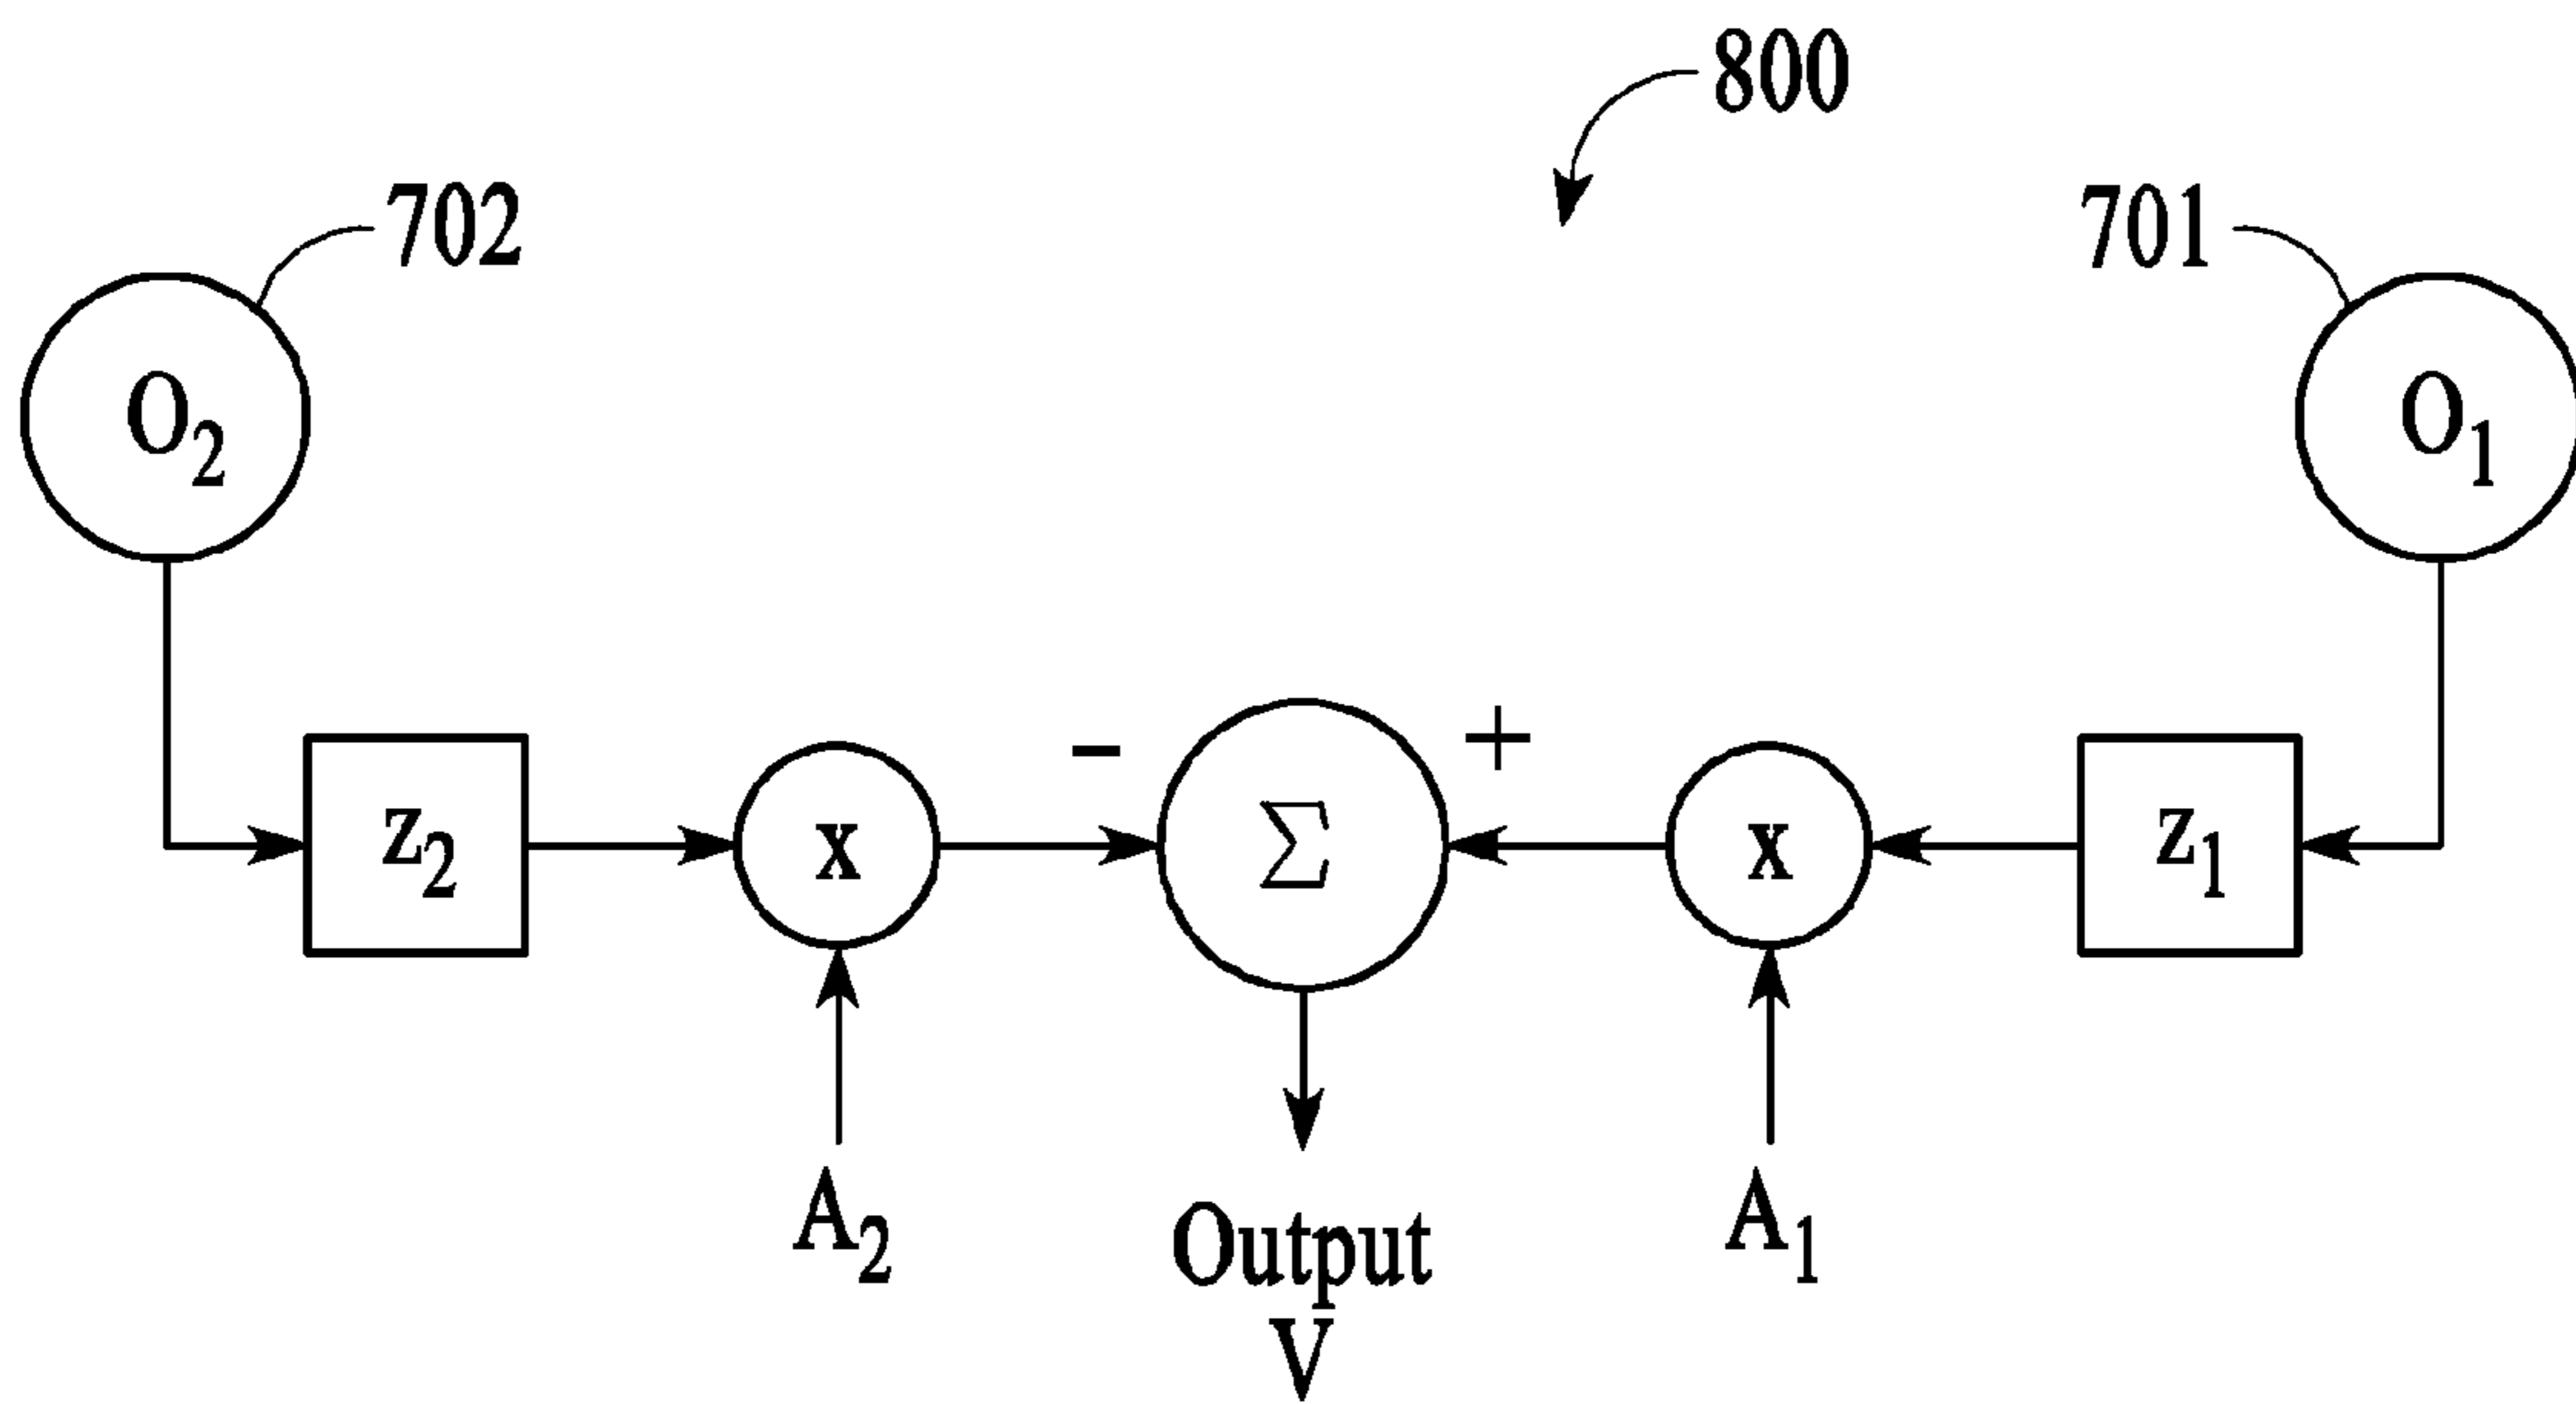 800
702
701
O₂
O₁
− +
z₂
x
Σ
x
z₁
A₂
Output
V
A₁